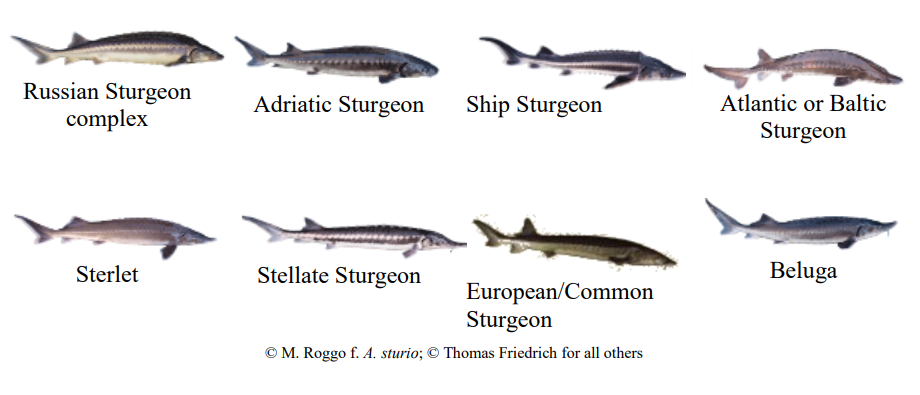 Russian Sturgeon
complex
Adriatic Sturgeon
Ship Sturgeon
Atlantic or Baltic
Sturgeon
Sterlet
Stellate Sturgeon
European/Common
Sturgeon
Beluga
© M. Roggo f. A. sturio; © Thomas Friedrich for all others